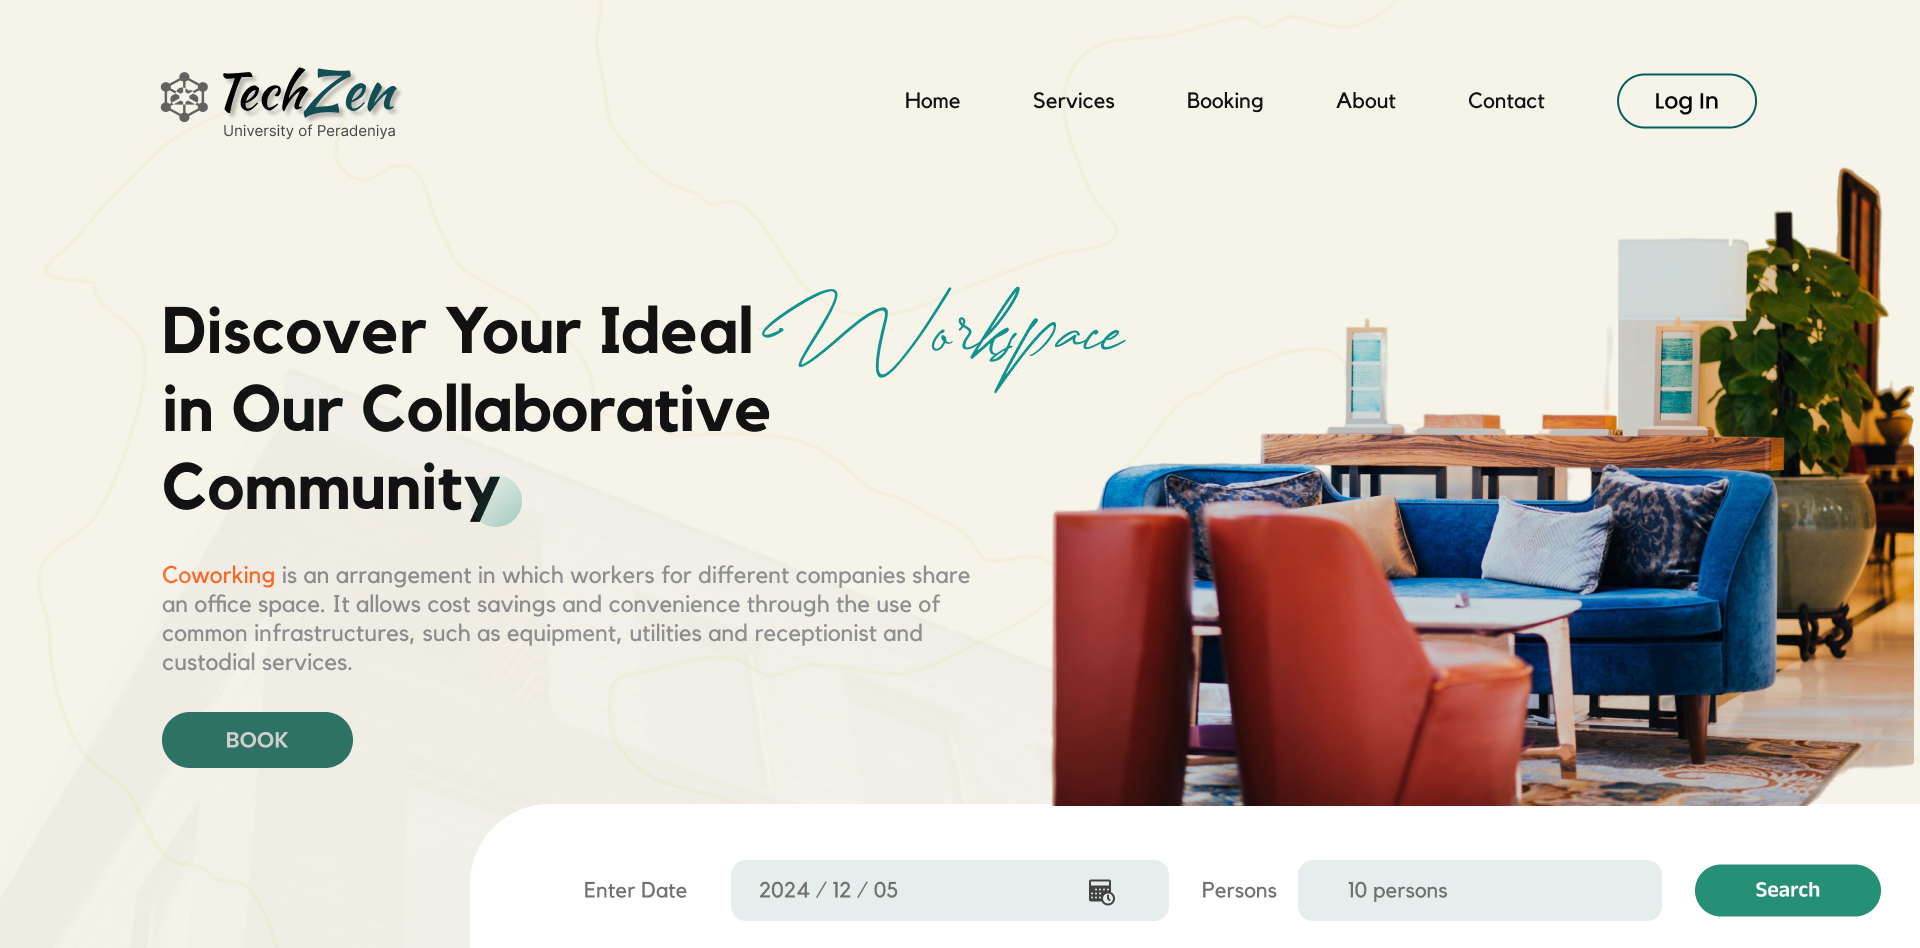 TechZen
University of Peradeniya
Home Services Booking About Contact Log In
Discover Your Ideal Workspace
in Our Collaborative
Community
Coworking is an arrangement in which workers for different companies share
an office space. It allows cost savings and convenience through the use of
common infrastructures, such as equipment, utilities and receptionist and
custodial services.
BOOK
Enter Date 2024 / 12 / 05 Persons 10 persons Search